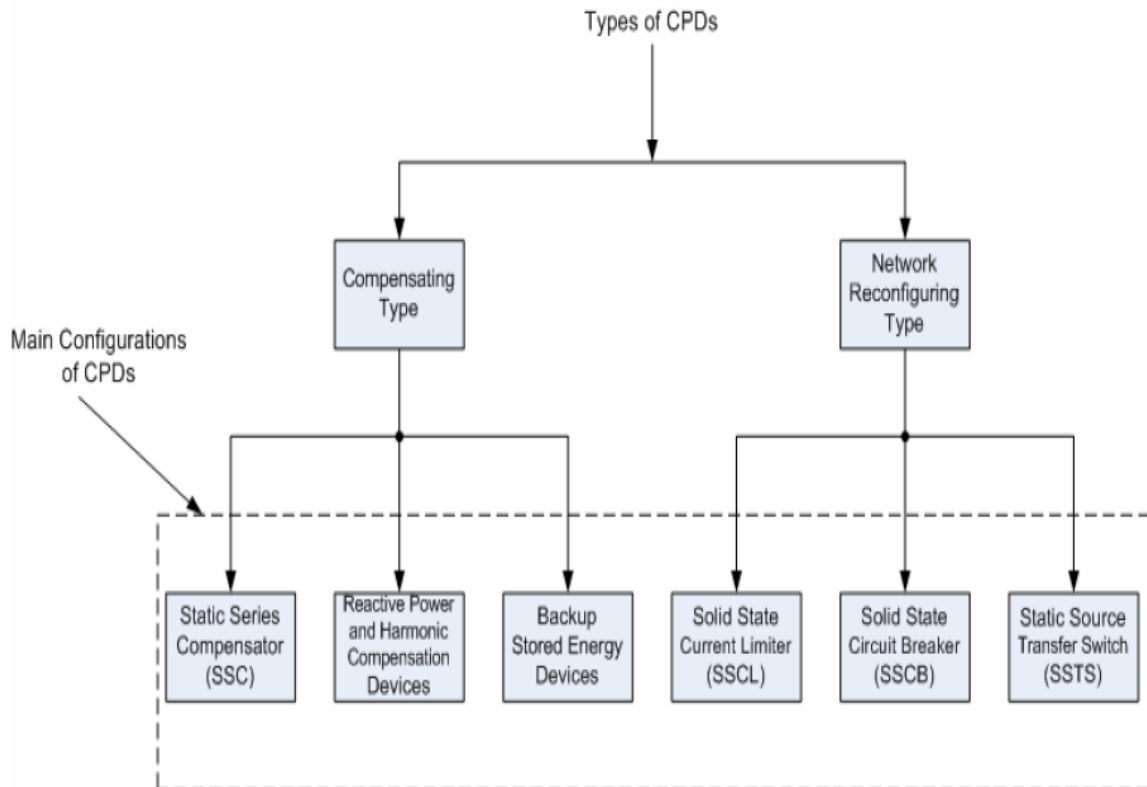 Types of CPDs
Compensating
Type
Network
Reconfiguring
Type
Main Configurations
of CPDs
Static Series
Compensator
(SSC)
Reactive Power
and Harmonic
Compensation
Devices
Backup
Stored Energy
Devices
Solid State
Current Limiter
(SSCL)
Solid State
Circuit Breaker
(SSCB)
Static Source
Transfer Switch
(SSTS)